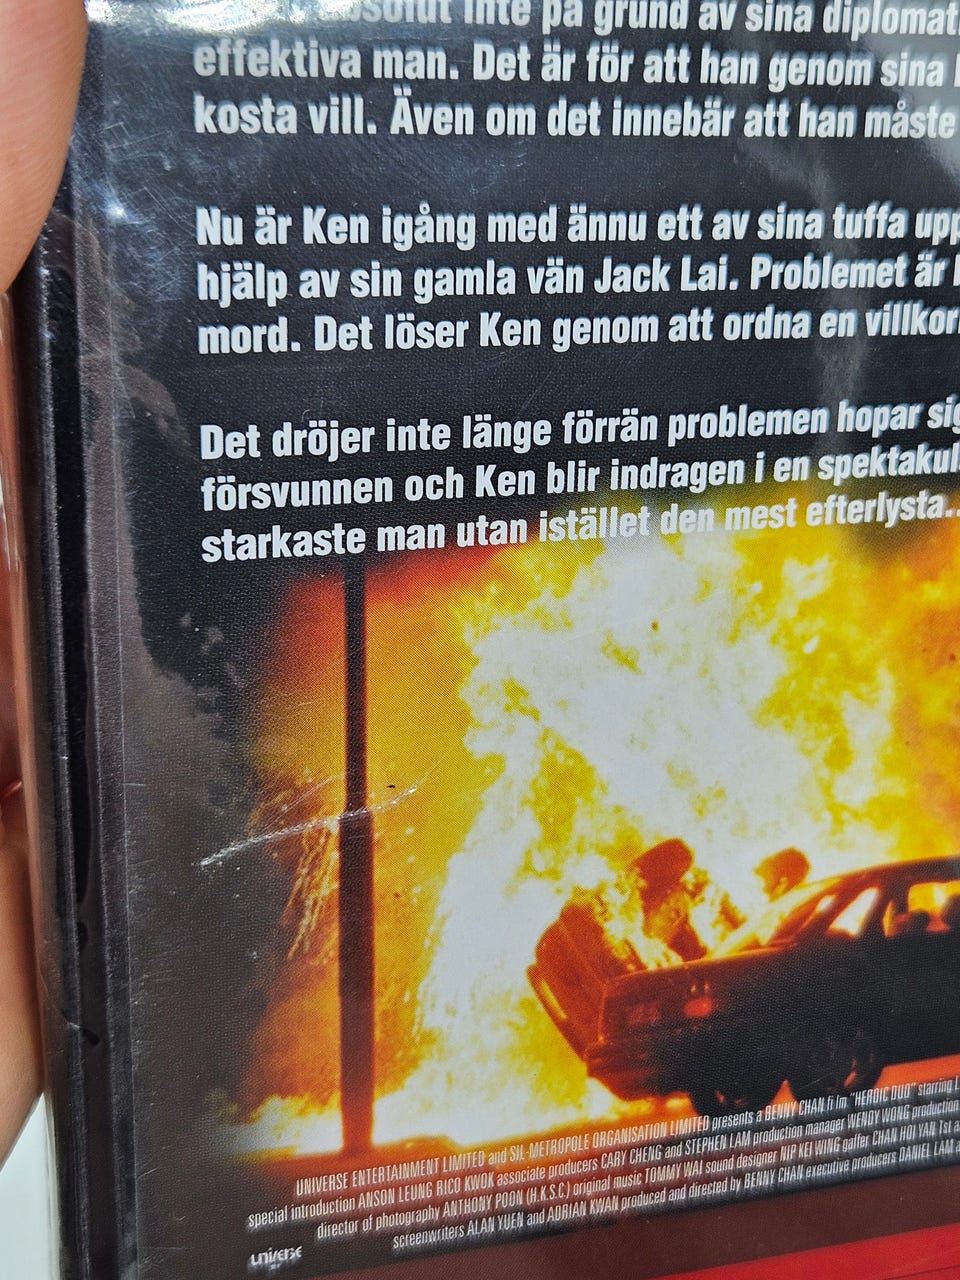 absolut inte på grund av sina diplomat
effektiva man. Det är för att han genom sina
kosta vill. Även om det innebär att han måste
Nu är Ken igång med ännu ett av sina tuffa upp
hjälp av sin gamla vän Jack Lai. Problemet är
mord. Det löser Ken genom att ordna en villkor
Det dröjer inte länge förrän problemen hopar sig
försvunnen och Ken blir indragen i en spektakul
starkaste man utan istället den mest efterlysta..
UNIVERSE ENTERTAINMENT LIMITED and SIL-METROPOLE ORGANISATION LIMITED presents a BENNY CHAN film "HEROIC DUO" starring L
special introduction ANSON LEUNG RICO KWOK associate producers CARY CHENG and STEPHEN LAM production manager WENDY WONG production
director of photography ANTHONY POON (H.K.S.C.) original music TOMMY WAI sound designer NIP KEI WING gaffer CHAN HOI YAN 1st a
screenwriters ALAN YUEN and ADRIAN KWAN produced and directed by BENNY CHAN executive producers DANIEL LAM a
UNIVERSE